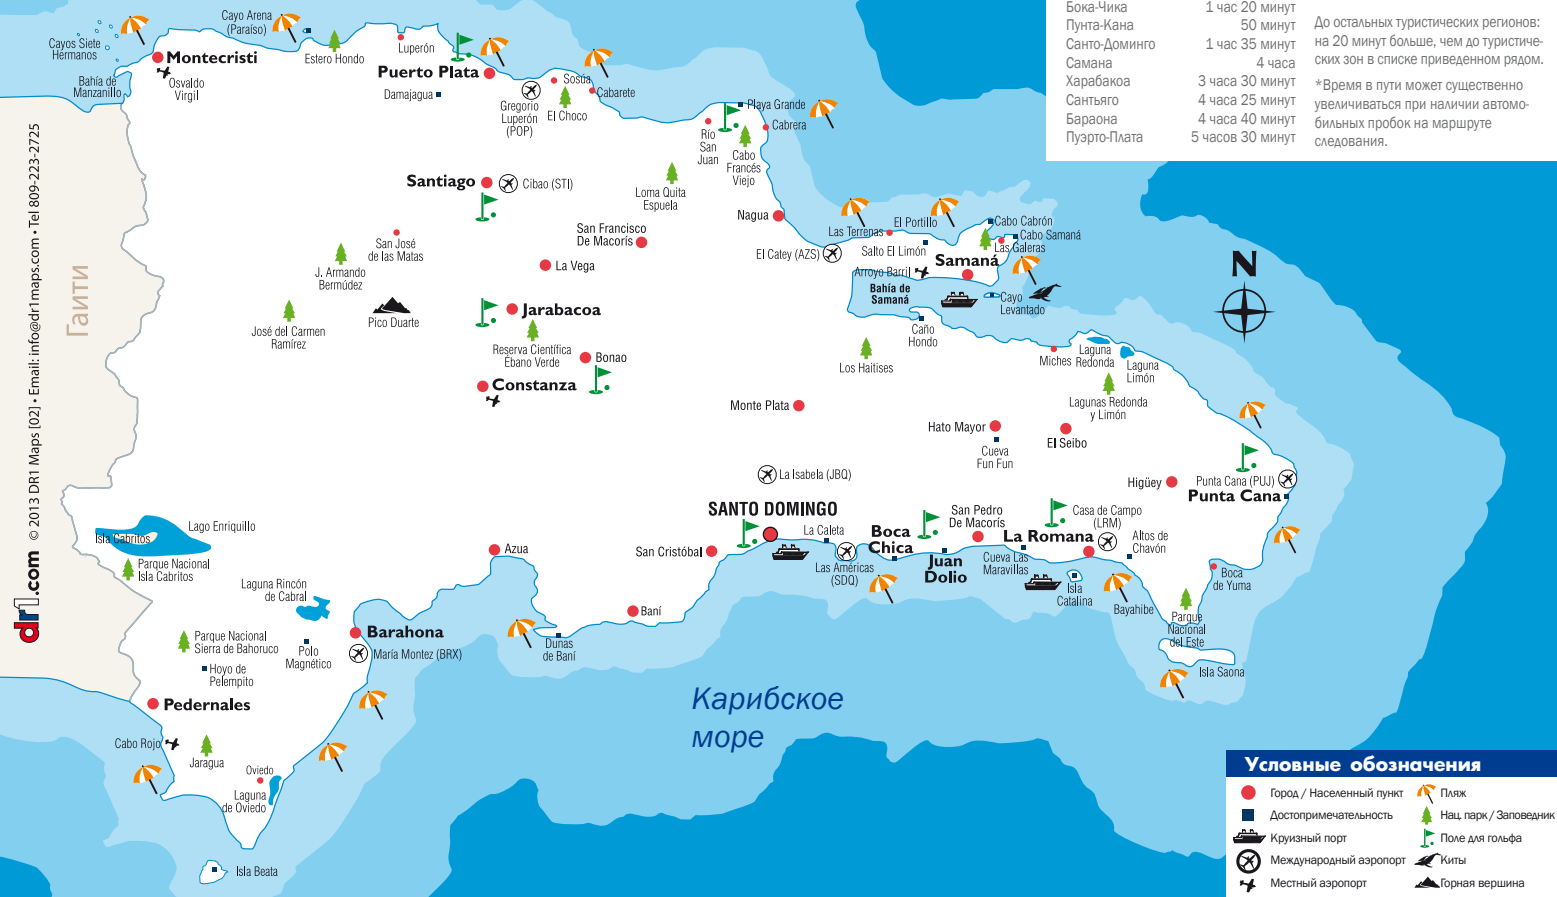 Бока-Чика 1 час 20 минут
Пунта-Кана 50 минут
Санто-Доминго 1 час 35 минут
Самана 4 часа
Харабакоа 3 часа 30 минут
Сантьяго 4 часа 25 минут
Бараона 4 часа 40 минут
Пуэрто-Плата 5 часов 30 минут
До остальных туристических регионов:
на 20 минут больше, чем до туристиче-
ских зон в списке приведенном рядом.
*Время в пути может существенно
увеличиваться при наличии автомо-
бильных пробок на маршруте
следования.
Cayos Siete
Hermanos
Cayo Arena
(Paraíso)
Montecristi
Osvaldo
Virgil
Bahía de
Manzanillo
Estero Hondo
Luperón
Puerto Plata
Damajagua
Gregorio
Luperón
(POP)
Sosúa
El Choco
Cabarete
Playa Grande
Río
San
Juan
Cabrera
Cabo
Francés
Viejo
Santiago
Cibao (STI)
Loma Quita
Espuela
Nagua
San Francisco
De Macorís
San José
de las Matas
La Vega
J. Armando
Bermúdez
El Catey (AZS)
Las Terrenas
El Portillo
Salto El Limón
Cabo Cabrón
Cabo Samaná
Las Galeras
Samaná
Arroyo Barril
Bahía de
Samaná
Cayo
Levantado
N
Гаити
José del Carmen
Ramírez
Pico Duarte
Jarabacoa
Reserva Científica
Ébano Verde
Bonao
Constanza
Caño
Hondo
Los Haitises
Miches
Laguna
Redonda
Laguna
Limón
Lagunas Redonda
y Limón
Monte Plata
Hato Mayor
Cueva
Fun Fun
El Seibo
La Isabela (JBQ)
Higüey
Punta Cana (PUJ)
Punta Cana
SANTO DOMINGO
La Caleta
Las Américas
(SDQ)
Boca
Chica
San Pedro
De Macorís
Juan
Dolio
La Romana
Cueva Las
Maravillas
Casa de Campo
(LRM)
Altos de
Chavón
Isla
Catalina
Bayahibe
Boca
de Yuma
Parque
Nacional
del Este
Isla Saona
Lago Enriquillo
Isla Cabritos
Parque Nacional
Isla Cabritos
Azua
San Cristóbal
Laguna Rincón
de Cabral
Baní
Dunas
de Baní
Barahona
María Montez (BRX)
Parque Nacional
Sierra de Bahoruco
Polo
Magnético
Hoyo de
Pelempito
Pedernales
Cabo Rojo
Jaragua
Oviedo
Laguna
de Oviedo
Isla Beata
Карибское
море
dr1.com © 2013 DR1 Maps [02] • Email: info@dr1maps.com • Tel 809-223-2725
Условные обозначения
Город / Населенный пункт
Достопримечательность
Круизный порт
Международный аэропорт
Местный аэропорт
Пляж
Нац. парк / Заповедник
Поле для гольфа
Киты
Горная вершина